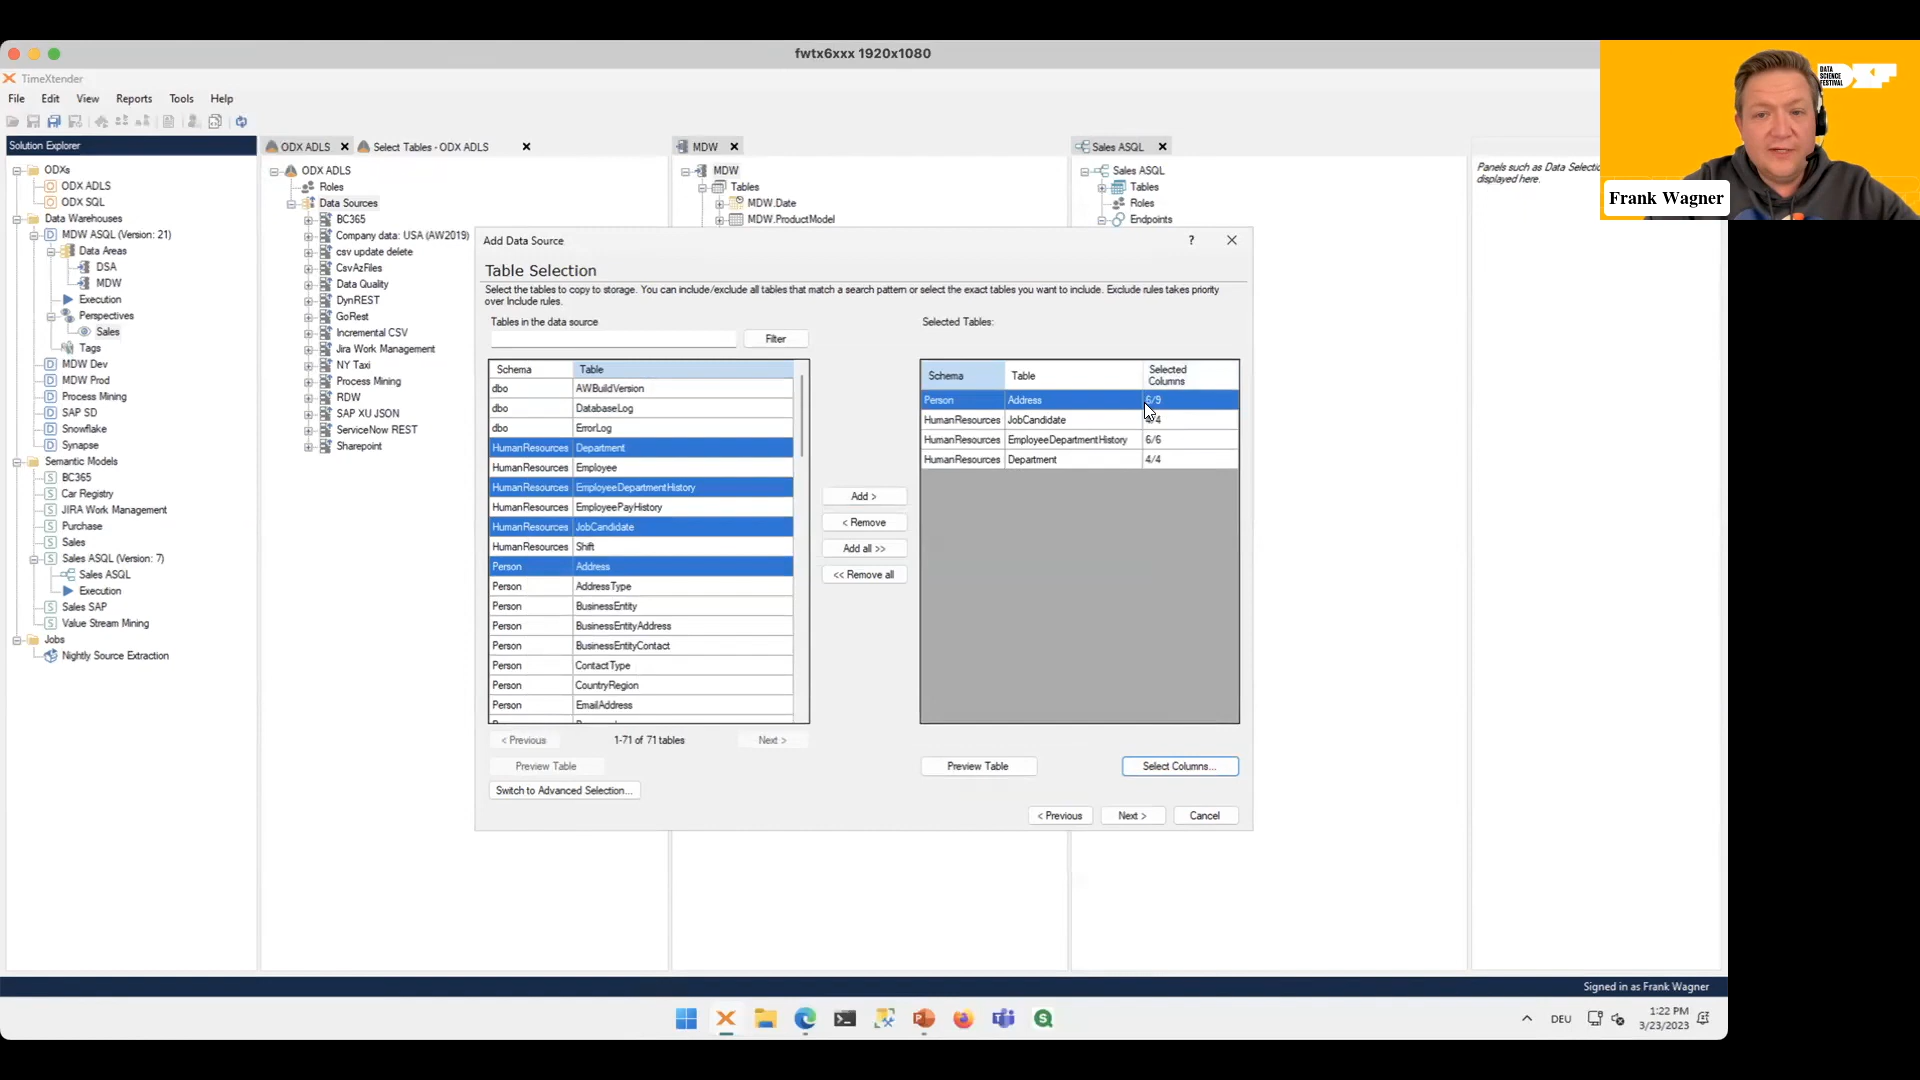 fwtx6xxx 1920x1080
TimeXtender
File Edit View Reports Tools Help
Solution Explorer
ODXs
ODX ADLS
ODX SQL
Data Warehouses
MDW ASQL (Version: 21)
Data Areas
DSA
MDW
Execution
Perspectives
Sales
Tags
MDW Dev
MDW Prod
Process Mining
SAP SD
Snowflake
Synapse
Semantic Models
BC365
Car Registry
JIRA Work Management
Purchase
Sales
Sales ASQL (Version: 7)
Sales ASQL
Execution
Sales SAP
Value Stream Mining
Jobs
Nightly Source Extraction
ODX ADLS
Select Tables - ODX ADLS
ODX ADLS
Roles
Data Sources
BC365
Company data: USA (AW2019)
csv update delete
CsvAzFiles
Data Quality
DynREST
GoRest
Incremental CSV
Jira Work Management
NY Taxi
Process Mining
RDW
SAP XU JSON
ServiceNow REST
Sharepoint
MDW
MDW
Tables
MDW.Date
MDW.ProductModel
Sales ASQL
Sales ASQL
Tables
Roles
Endpoints
Panels such as Data Selectio
displayed here.
DATA
SCIENCE
FESTIVAL
Frank Wagner
Add Data Source
?
Table Selection
Select the tables to copy to storage. You can include/exclude all tables that match a search pattern or select the exact tables you want to include. Exclude rules takes priority
over Include rules.
Tables in the data source
Filter
Schema Table
dbo AWBuildVersion
dbo DatabaseLog
dbo ErrorLog
HumanResources Department
HumanResources Employee
HumanResources EmployeeDepartmentHistory
HumanResources EmployeePayHistory
HumanResources JobCandidate
HumanResources Shift
Person Address
Person AddressType
Person BusinessEntity
Person BusinessEntityAddress
Person BusinessEntityContact
Person ContactType
Person CountryRegion
Person EmailAddress
< Previous 1-71 of 71 tables Next >
Preview Table
Switch to Advanced Selection...
Add >
< Remove
Add all >>
<< Remove all
Selected Tables:
Schema Table Selected
Columns
Person Address 6/9
HumanResources JobCandidate 4/4
HumanResources EmployeeDepartmentHistory 6/6
HumanResources Department 4/4
Preview Table Select Columns...
< Previous Next > Cancel
Signed in as Frank Wagner
DEU
1:22 PM
3/23/2023